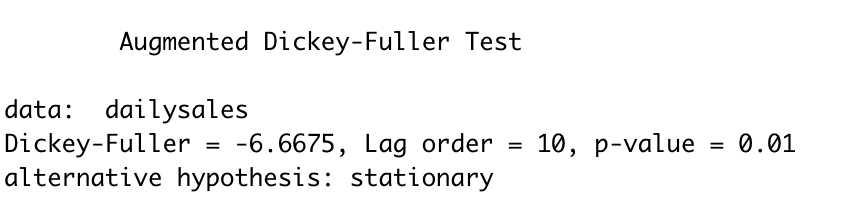 Augmented Dickey-Fuller Test
data:  dailysales
Dickey-Fuller = -6.6675, Lag order = 10, p-value = 0.01
alternative hypothesis: stationary